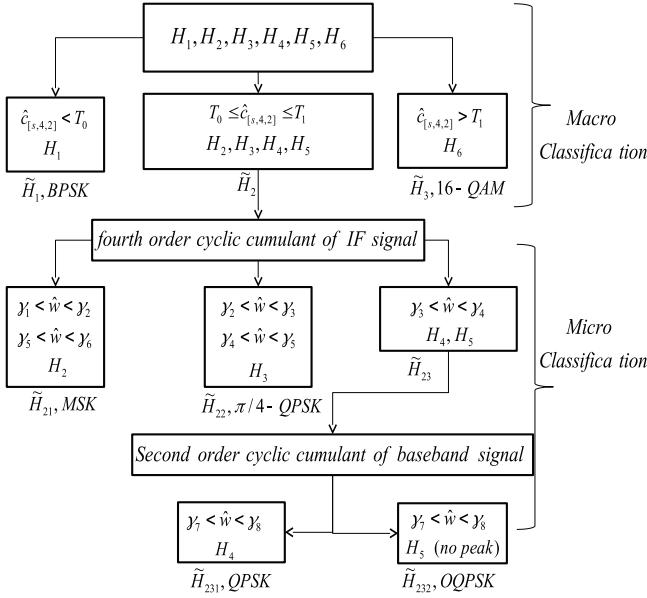 H₁, H₂, H₃, H₄, H₅, H₆
ĉ[s,4,2] < T₀
H₁
H̃₁, BPSK
T₀ ≤ ĉ[s,4,2] ≤ T₁
H₂, H₃, H₄, H₅
H̃₂
ĉ[s,4,2] > T₁
H₆
H̃₃, 16- QAM
Macro
Classifica tion
fourth order cyclic cumulant of IF signal
γ₁ < ŵ < γ₂
γ₅ < ŵ < γ₆
H₂
H̃₂₁, MSK
γ₂ < ŵ < γ₃
γ₄ < ŵ < γ₅
H₃
H̃₂₂, π/4- QPSK
γ₃ < ŵ < γ₄
H₄, H₅
H̃₂₃
Micro
Classifica tion
Second order cyclic cumulant of baseband signal
γ₇ < ŵ < γ₈
H₄
H̃₂₃₁, QPSK
γ₇ < ŵ < γ₈
H₅ (no peak)
H̃₂₃₂, OQPSK